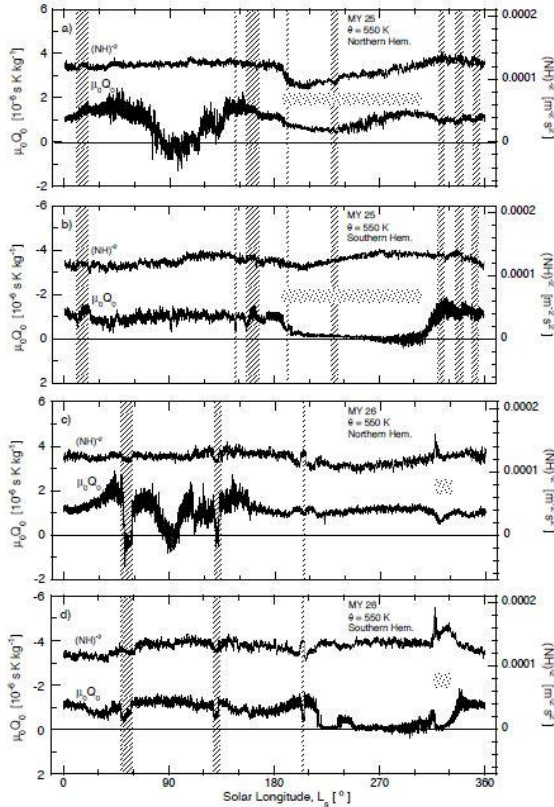 a)
MY 25
θ = 550 K
Northern Hem.
(NH)⁻²
μ₀Q₀
μ₀Q₀ [10⁻⁶ s K kg⁻¹]
6
4
2
0
-2
0.0002
0.0001
0
(NH)⁻² [m⁻² s²]
b)
MY 25
θ = 550 K
Southern Hem.
(NH)⁻²
μ₀Q₀
μ₀Q₀ [10⁻⁶ s K kg⁻¹]
-6
-4
-2
0
2
0.0002
0.0001
0
(NH)⁻² [m⁻² s²]
c)
MY 26
θ = 550 K
Northern Hem.
(NH)⁻²
μ₀Q₀
μ₀Q₀ [10⁻⁶ s K kg⁻¹]
6
4
2
0
-2
0.0002
0.0001
0
(NH)⁻² [m⁻² s²]
d)
MY 26
θ = 550 K
Southern Hem.
(NH)⁻²
μ₀Q₀
μ₀Q₀ [10⁻⁶ s K kg⁻¹]
-6
-4
-2
0
2
0.0002
0.0001
0
(NH)⁻² [m⁻² s²]
0 90 180 270 360
Solar Longitude, Lₛ [ ° ]